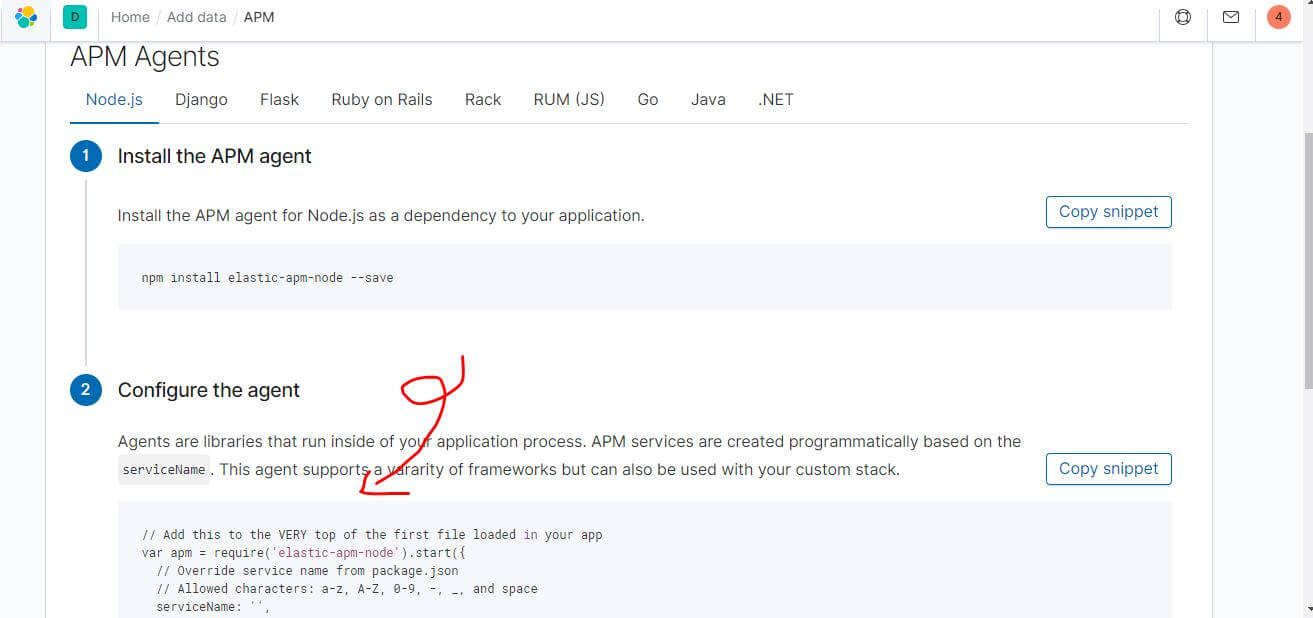 D Home / Add data / APM 4
APM Agents
Node.js Django Flask Ruby on Rails Rack RUM (JS) Go Java .NET
1 Install the APM agent
Install the APM agent for Node.js as a dependency to your application. Copy snippet
npm install elastic-apm-node --save
2 Configure the agent
Agents are libraries that run inside of your application process. APM services are created programmatically based on the
serviceName . This agent supports a vararity of frameworks but can also be used with your custom stack. Copy snippet
// Add this to the VERY top of the first file loaded in your app
var apm = require('elastic-apm-node').start({
// Override service name from package.json
// Allowed characters: a-z, A-Z, 0-9, -, _, and space
serviceName: '',